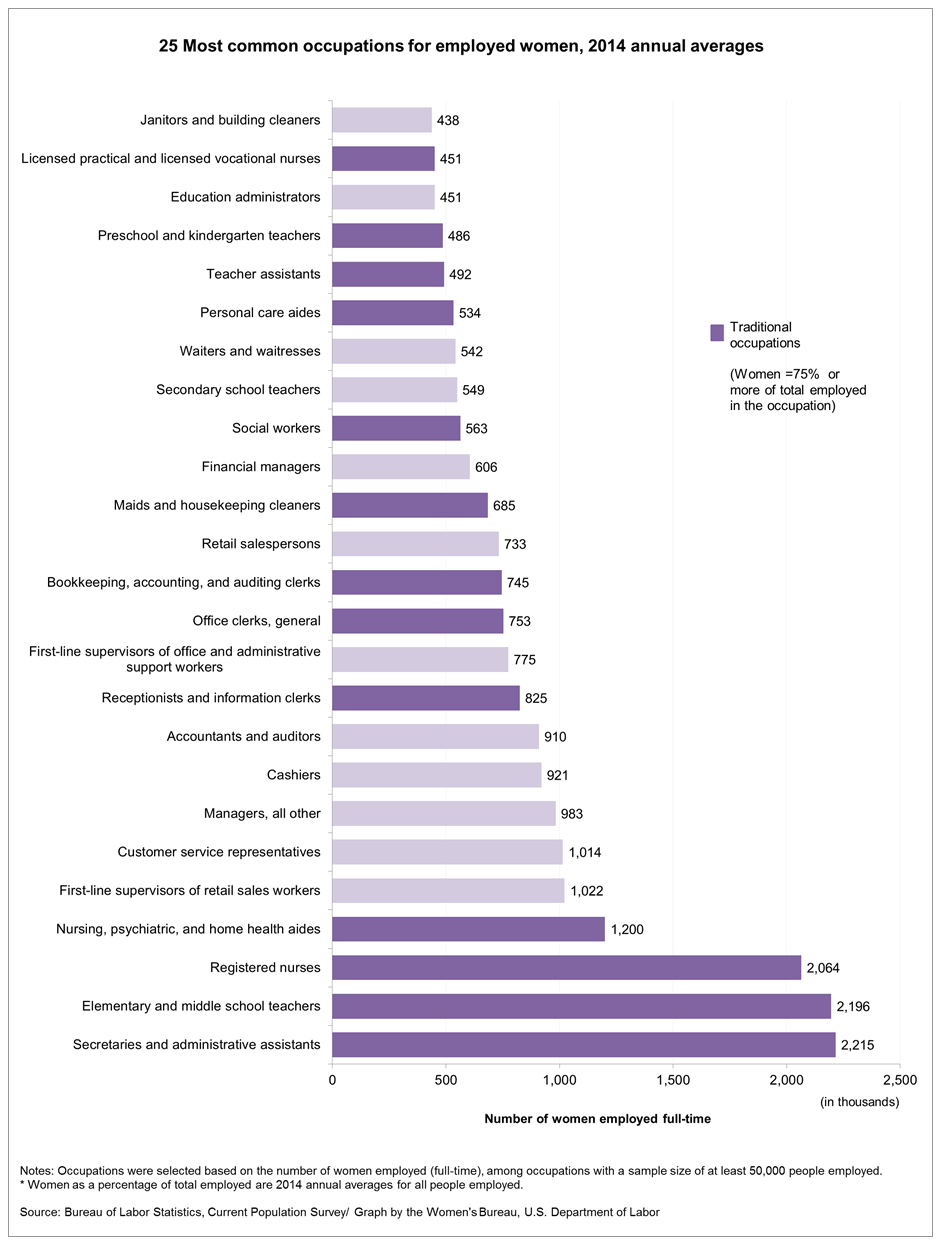 25 Most common occupations for employed women, 2014 annual averages
Janitors and building cleaners 438
Licensed practical and licensed vocational nurses 451
Education administrators 451
Preschool and kindergarten teachers 486
Teacher assistants 492
Personal care aides 534
Waiters and waitresses 542
Secondary school teachers 549
Social workers 563
Financial managers 606
Maids and housekeeping cleaners 685
Retail salespersons 733
Bookkeeping, accounting, and auditing clerks 745
Office clerks, general 753
First-line supervisors of office and administrative
support workers 775
Receptionists and information clerks 825
Accountants and auditors 910
Cashiers 921
Managers, all other 983
Customer service representatives 1,014
First-line supervisors of retail sales workers 1,022
Nursing, psychiatric, and home health aides 1,200
Registered nurses 2,064
Elementary and middle school teachers 2,196
Secretaries and administrative assistants 2,215
Traditional
occupations
(Women =75% or
more of total employed
in the occupation)
0 500 1,000 1,500 2,000 2,500
(in thousands)
Number of women employed full-time
Notes: Occupations were selected based on the number of women employed (full-time), among occupations with a sample size of at least 50,000 people employed.
* Women as a percentage of total employed are 2014 annual averages for all people employed.
Source: Bureau of Labor Statistics, Current Population Survey/ Graph by the Women's Bureau, U.S. Department of Labor